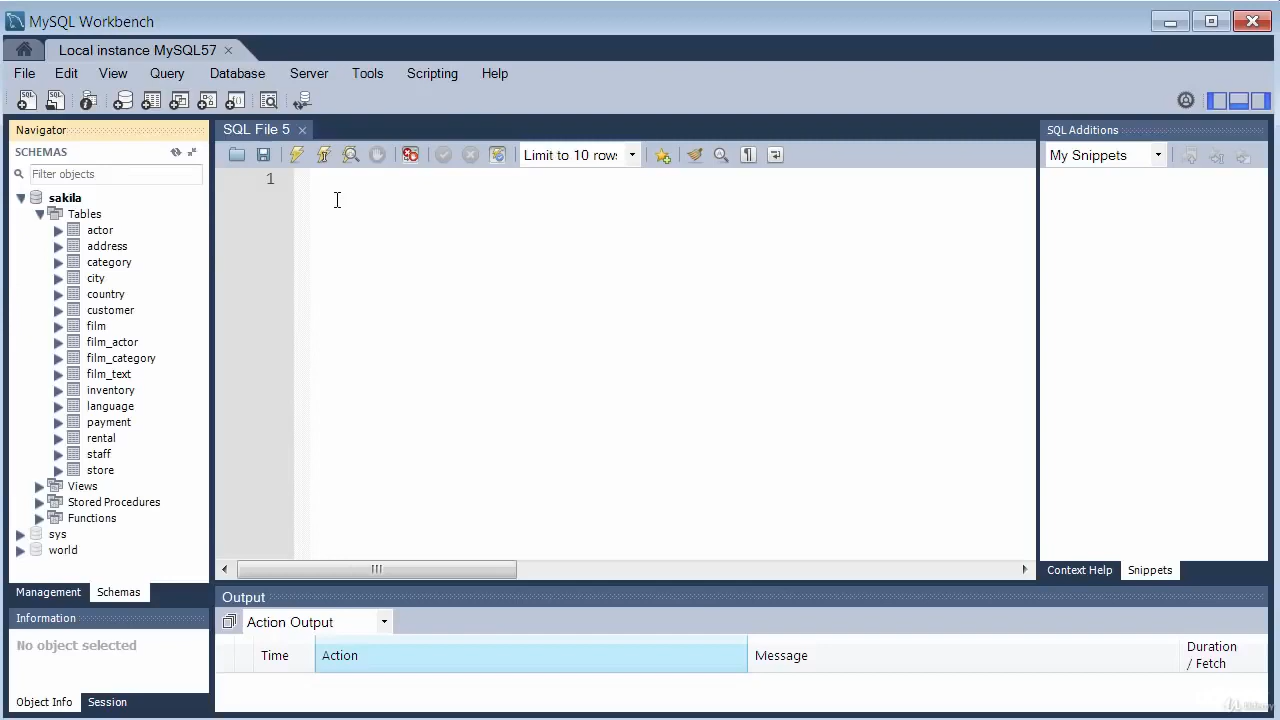 MySQL Workbench
Local instance MySQL57
File Edit View Query Database Server Tools Scripting Help
Navigator
SCHEMAS
Filter objects
sakila
Tables
actor
address
category
city
country
customer
film
film_actor
film_category
film_text
inventory
language
payment
rental
staff
store
Views
Stored Procedures
Functions
sys
world
Management Schemas
Information
No object selected
Object Info Session
SQL File 5
Limit to 10 rows
1
SQL Additions
My Snippets
Context Help Snippets
Output
Action Output
Time Action Message Duration / Fetch